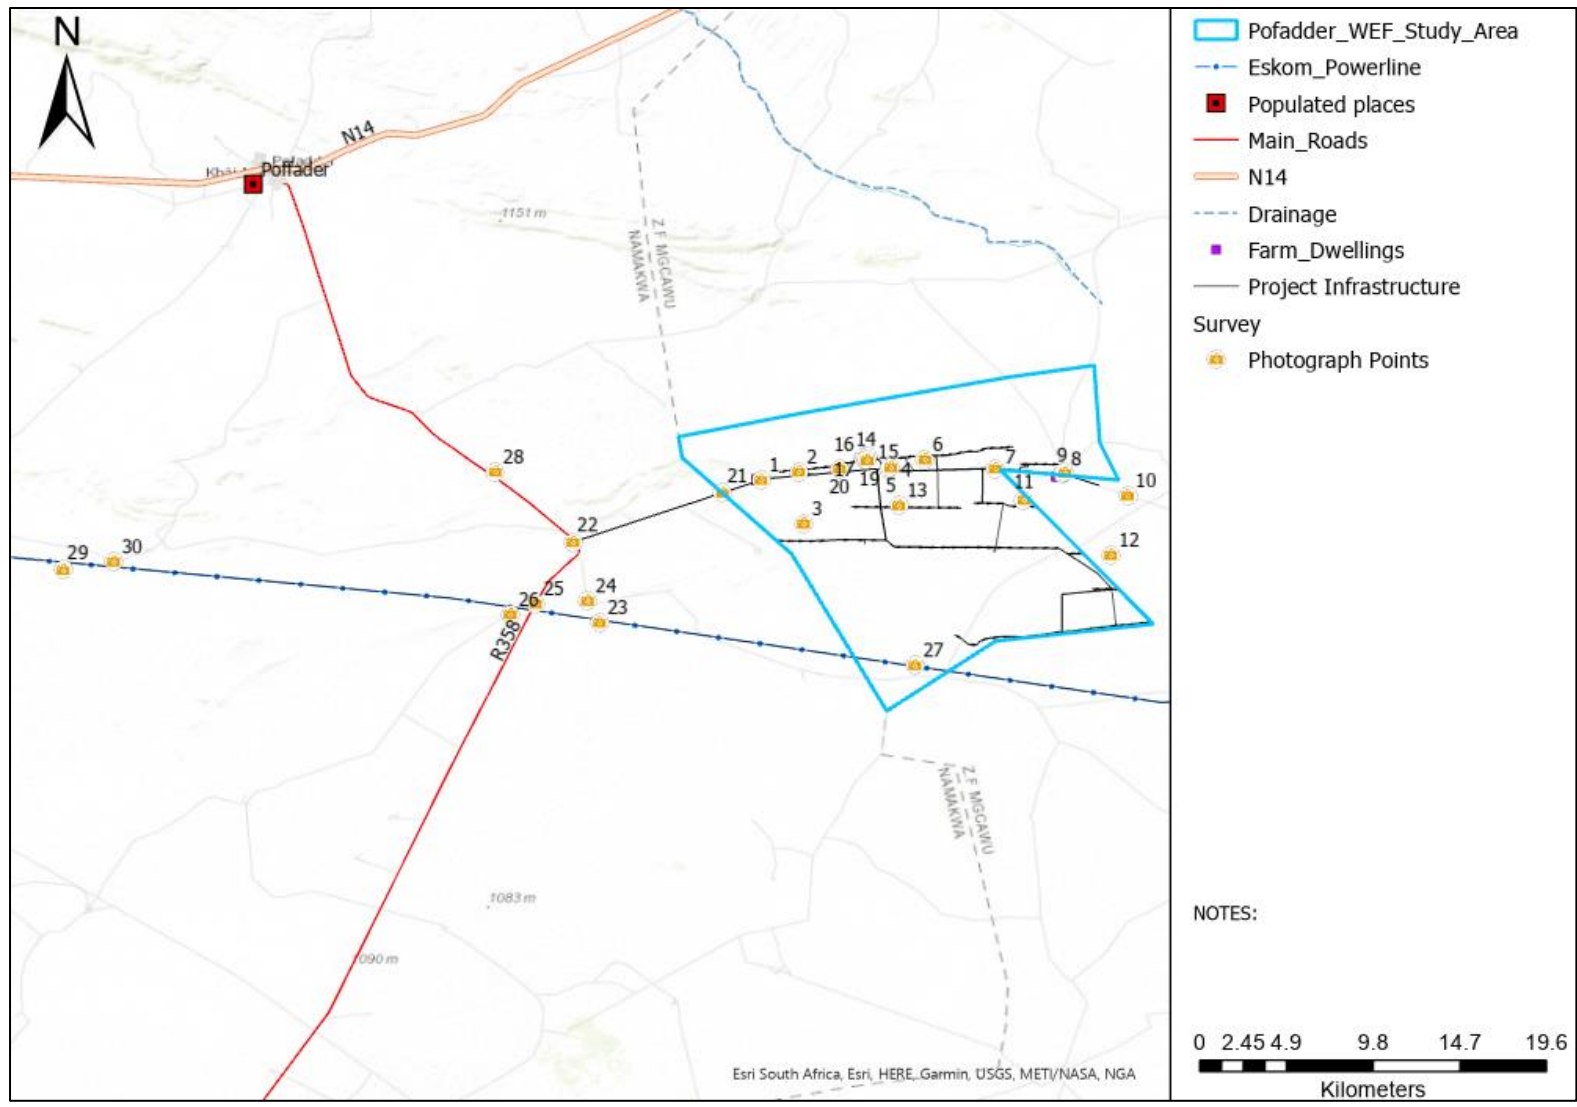 N
N14
Poffader
1151 m
Z F MGCAWU
NAMAKWA
28
21
1
2
16
14
15
6
17
4
19
20
5
13
3
7
9
8
11
10
12
22
29
30
26
25
24
23
27
R358
Z F MGCAWU
NAMAKWA
1083 m
1090 m
Esri South Africa, Esri, HERE, Garmin, USGS, METI/NASA, NGA
Pofadder_WEF_Study_Area
Eskom_Powerline
Populated places
Main_Roads
N14
Drainage
Farm_Dwellings
Project Infrastructure
Survey
Photograph Points
NOTES:
0 2.45 4.9 9.8 14.7 19.6
Kilometers